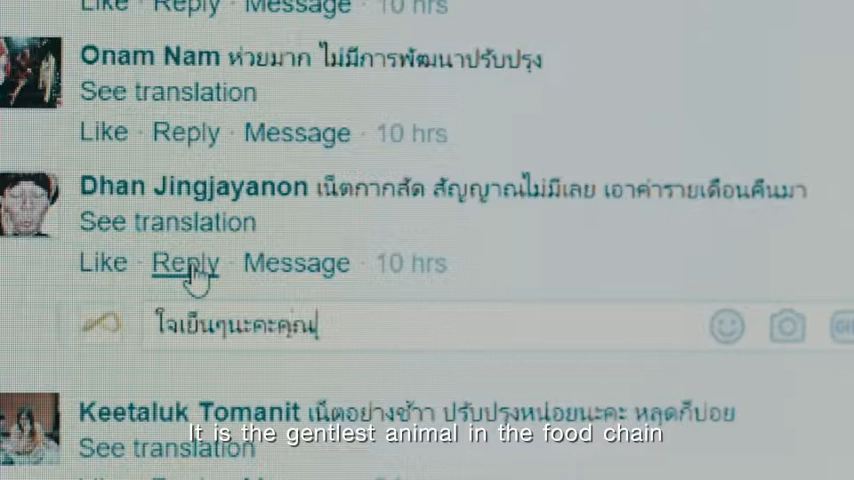 Like · Reply · Message · 10 hrs
Onam Nam ห่วยมาก ไม่มีการพัฒนาปรับปรุง
See translation
Like · Reply · Message · 10 hrs
Dhan Jingjayanon เน็ตกากสัด สัญญาณไม่มีเลย เอาค่ารายเดือนคืนมา
See translation
Like · Reply · Message · 10 hrs
ใจเย็นๆนะคะคุณ
Keetaluk Tomanit เน็ตอย่างช้าา ปรับปรุงหน่อยนะคะ หลุดก็บ่อย
It is the gentlest animal in the food chain
See translation